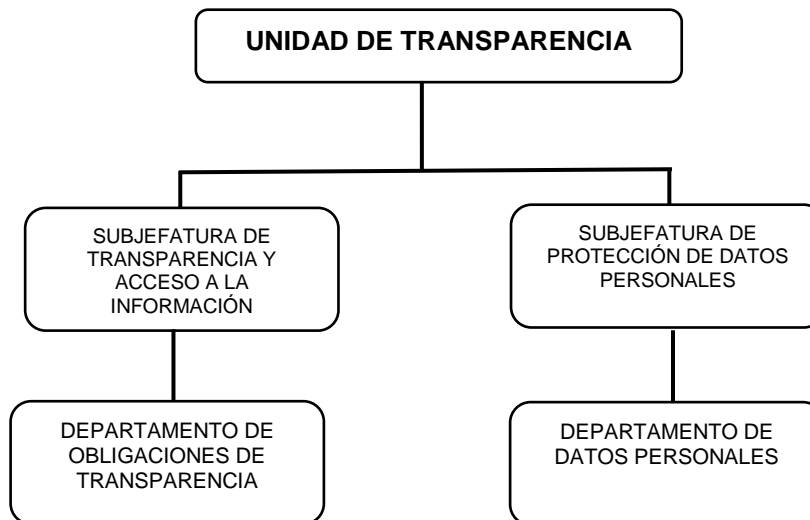 UNIDAD DE TRANSPARENCIA
SUBJEFATURA DE
TRANSPARENCIA Y
ACCESO A LA
INFORMACIÓN
SUBJEFATURA DE
PROTECCIÓN DE DATOS
PERSONALES
DEPARTAMENTO DE
OBLIGACIONES DE
TRANSPARENCIA
DEPARTAMENTO DE
DATOS PERSONALES